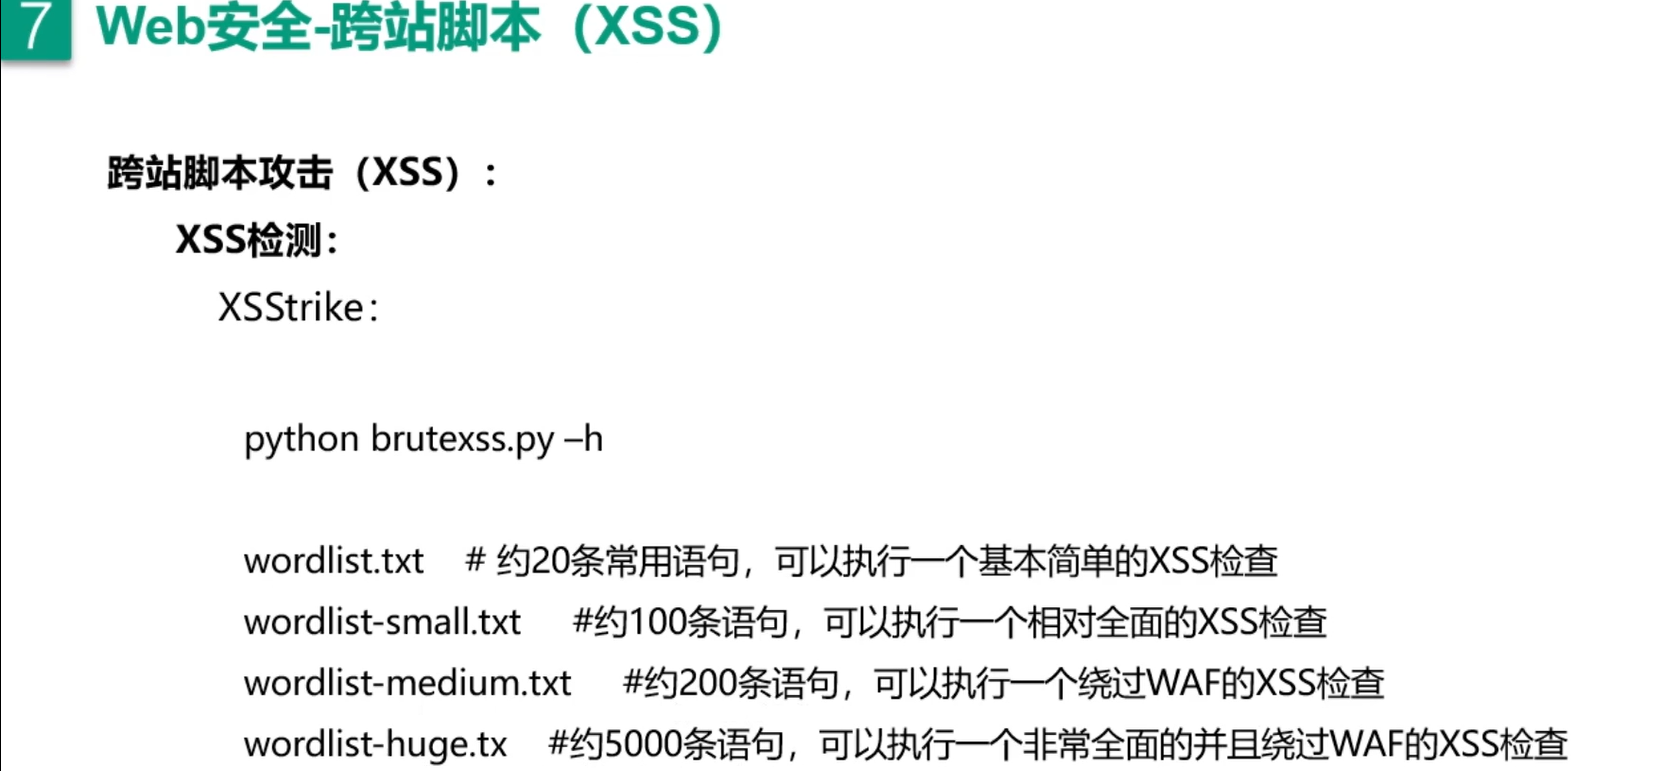 7 Web安全-跨站脚本（XSS）
跨站脚本攻击（XSS）：
XSS检测：
XSStrike：
python brutexss.py –h
wordlist.txt # 约20条常用语句，可以执行一个基本简单的XSS检查
wordlist-small.txt #约100条语句，可以执行一个相对全面的XSS检查
wordlist-medium.txt #约200条语句，可以执行一个绕过WAF的XSS检查
wordlist-huge.tx #约5000条语句，可以执行一个非常全面的并且绕过WAF的XSS检查